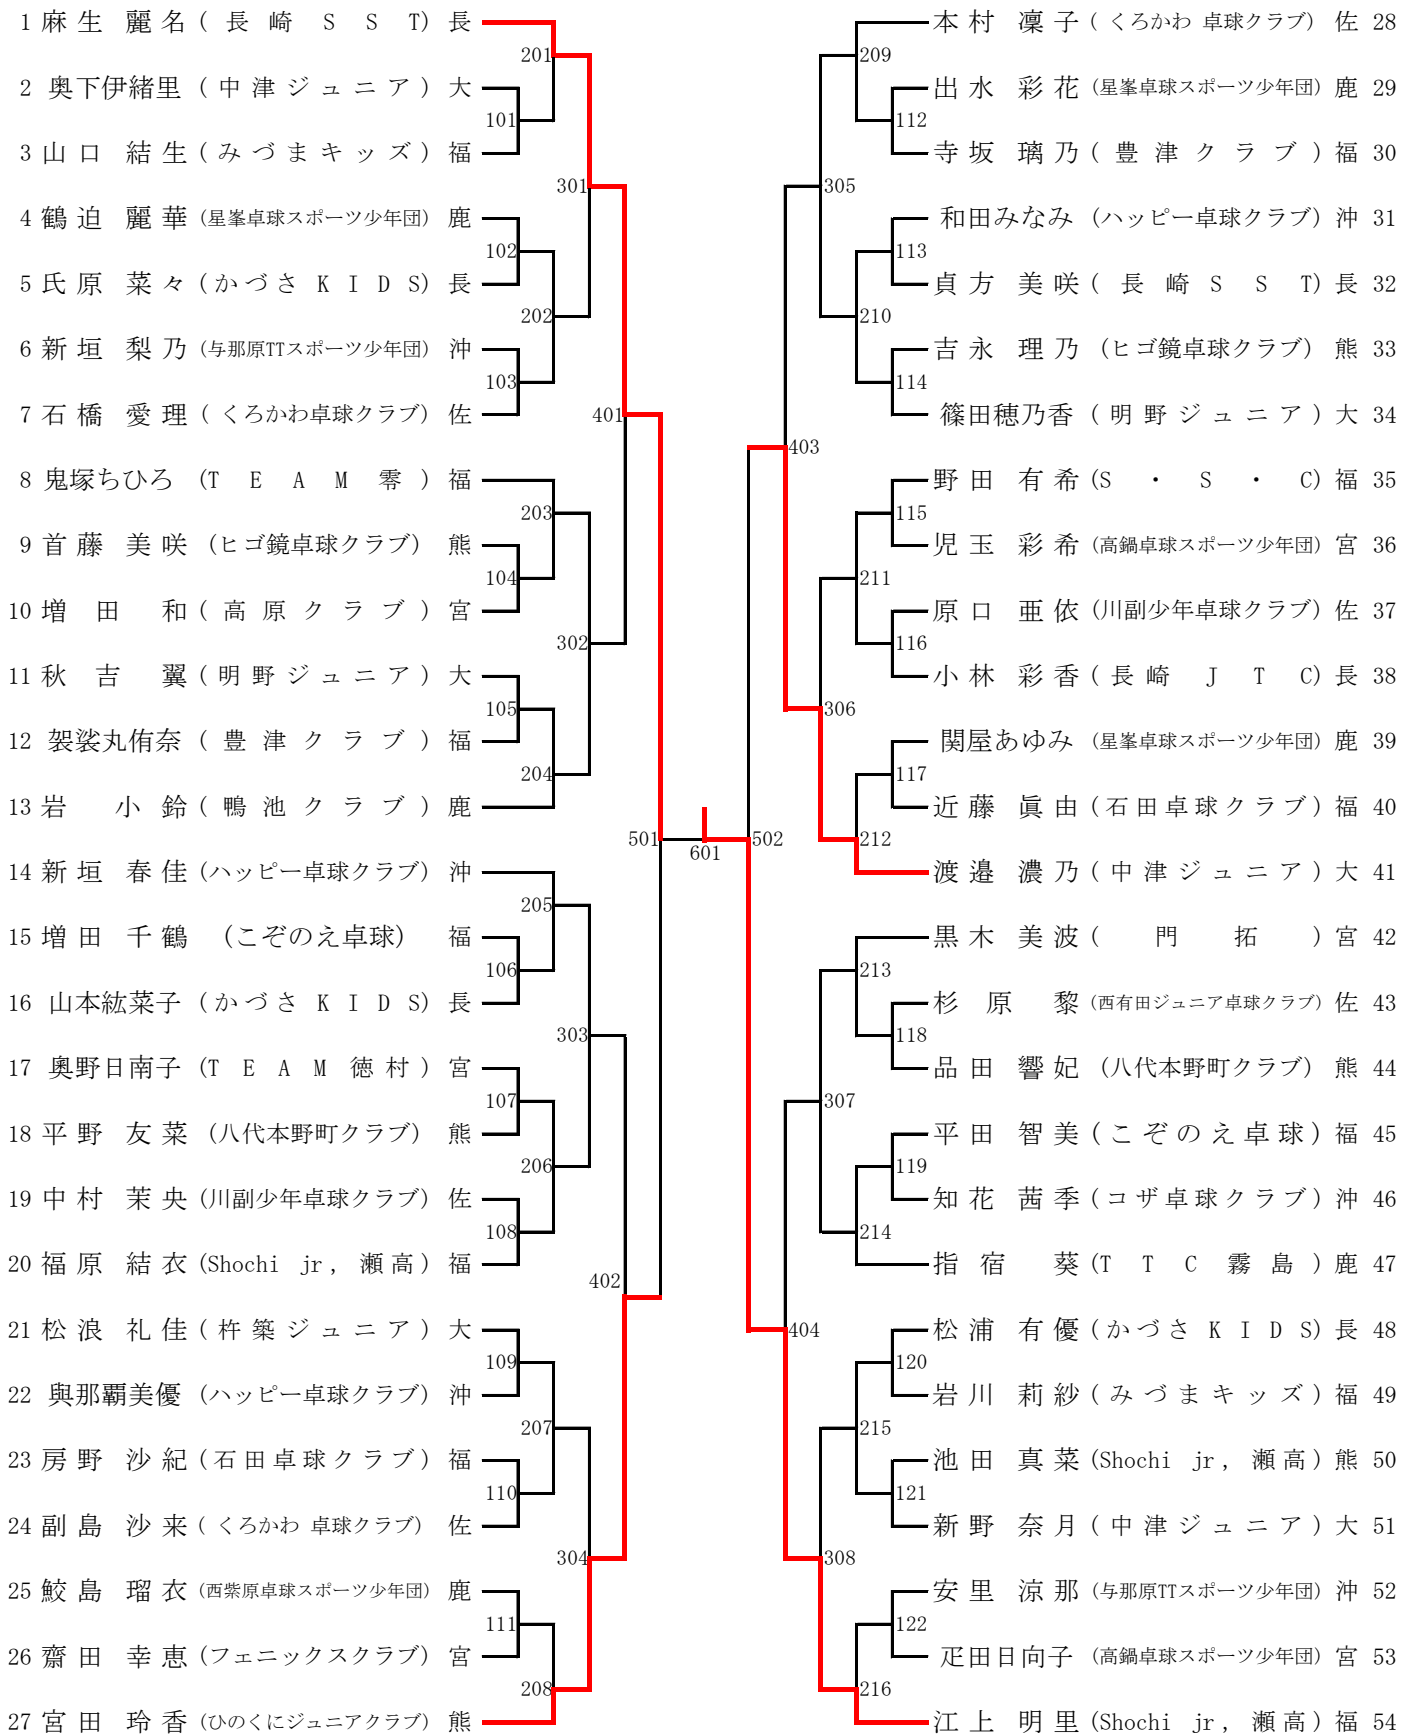 1 麻生 麗名 (長崎SST) 長
2 奥下伊緒里 (中津ジュニア) 大
3 山口 結生 (みづまキッズ) 福
4 鶴迫 麗華 (星峯卓球スポーツ少年団) 鹿
5 氏原 菜々 (かづさKIDS) 長
6 新垣 梨乃 (与那原TTスポーツ少年団) 沖
7 石橋 愛理 (くろかわ卓球クラブ) 佐
8 鬼塚ちひろ (TEAM 零) 福
9 首藤 美咲 (ヒゴ鏡卓球クラブ) 熊
10 増田 和 (高原クラブ) 宮
11 秋吉 翼 (明野ジュニア) 大
12 袈裟丸侑奈 (豊津クラブ) 福
13 岩 小鈴 (鴨池クラブ) 鹿
14 新垣 春佳 (ハッピー卓球クラブ) 沖
15 増田 千鶴 (こぞのえ卓球) 福
16 山本紘菜子 (かづさKIDS) 長
17 奥野日南子 (TEAM 徳村) 宮
18 平野 友菜 (八代本野町クラブ) 熊
19 中村 茉央 (川副少年卓球クラブ) 佐
20 福原 結衣 (Shochi jr, 瀬高) 福
21 松浪 礼佳 (杵築ジュニア) 大
22 與那覇美優 (ハッピー卓球クラブ) 沖
23 房野 沙紀 (石田卓球クラブ) 福
24 副島 沙来 (くろかわ 卓球クラブ) 佐
25 鮫島 瑠衣 (西紫原卓球スポーツ少年団) 鹿
26 齋田 幸恵 (フェニックスクラブ) 宮
27 宮田 玲香 (ひのくにジュニアクラブ) 熊
201
101
301
102
202
103
401
203
104
302
105
204
501
205
106
303
107
206
108
402
109
207
110
304
111
208
601
502
209
112
305
113
210
114
403
115
211
116
306
117
212
213
118
307
119
214
404
120
215
121
308
122
216
本村 凜子 (くろかわ 卓球クラブ) 佐 28
出水 彩花 (星峯卓球スポーツ少年団) 鹿 29
寺坂 璃乃 (豊津クラブ) 福 30
和田みなみ (ハッピー卓球クラブ) 沖 31
貞方 美咲 (長崎SST) 長 32
吉永 理乃 (ヒゴ鏡卓球クラブ) 熊 33
篠田穂乃香 (明野ジュニア) 大 34
野田 有希 (S・S・C) 福 35
児玉 彩希 (高鍋卓球スポーツ少年団) 宮 36
原口 亜依 (川副少年卓球クラブ) 佐 37
小林 彩香 (長崎JTC) 長 38
関屋あゆみ (星峯卓球スポーツ少年団) 鹿 39
近藤 眞由 (石田卓球クラブ) 福 40
渡邉 濃乃 (中津ジュニア) 大 41
黒木 美波 (門拓) 宮 42
杉原 黎 (西有田ジュニア卓球クラブ) 佐 43
品田 響妃 (八代本野町クラブ) 熊 44
平田 智美 (こぞのえ卓球) 福 45
知花 茜季 (コザ卓球クラブ) 沖 46
指宿 葵 (TTC霧島) 鹿 47
松浦 有優 (かづさKIDS) 長 48
岩川 莉紗 (みづまキッズ) 福 49
池田 真菜 (Shochi jr, 瀬高) 熊 50
新野 奈月 (中津ジュニア) 大 51
安里 涼那 (与那原TTスポーツ少年団) 沖 52
疋田日向子 (高鍋卓球スポーツ少年団) 宮 53
江上 明里 (Shochi jr, 瀬高) 福 54